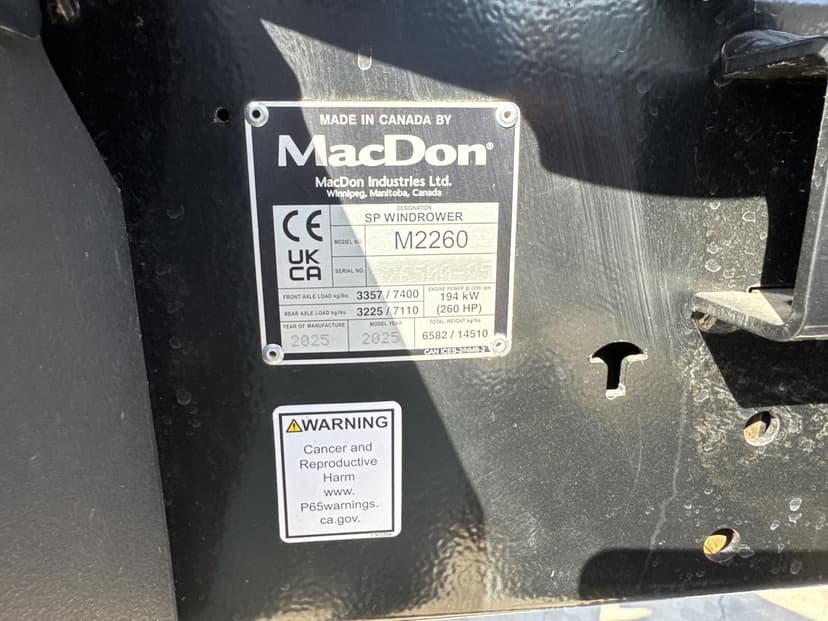 MADE IN CANADA BY
MacDon®
MacDon Industries Ltd.
Winnipeg, Manitoba, Canada
DESIGNATION
SP WINDROWER
CE
MODEL NO.
M2260
UK
CA
SERIAL NO.
FRONT AXLE LOAD kg/lbs 3357 / 7400
REAR AXLE LOAD kg/lbs 3225 / 7110
ENGINE POWER @ 2200 rpm
194 kW
(260 HP)
YEAR OF MANUFACTURE
2025
MODEL YEAR
2025
TOTAL WEIGHT kg/lbs
6582 / 14510
CAN ICES-2/NMB-2
WARNING
Cancer and
Reproductive
Harm
www.
P65warnings.
ca.gov.